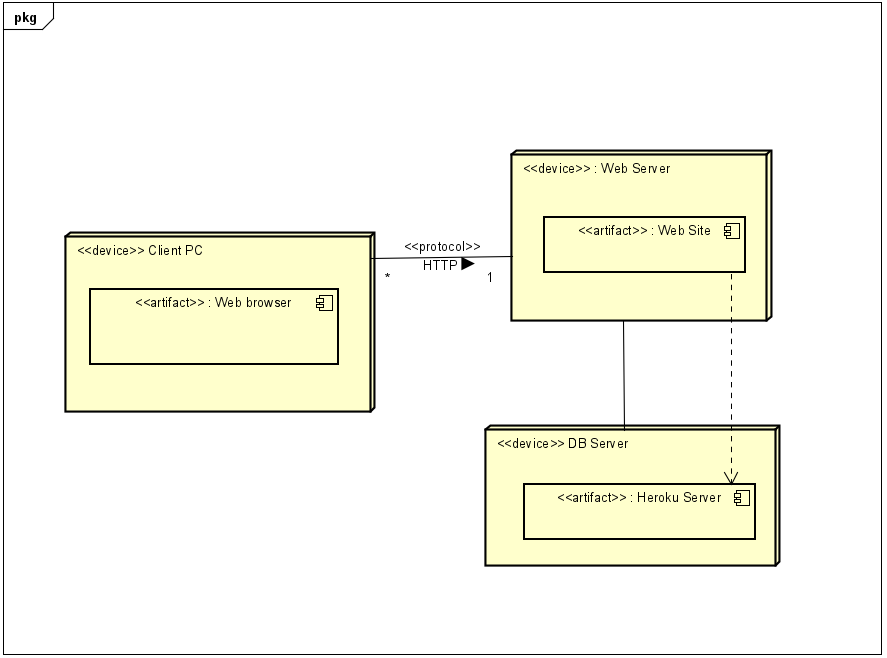 pkg
<<device>> : Web Server
<<artifact>> : Web Site
<<protocol>>
HTTP
*
1
<<device>> Client PC
<<artifact>> : Web browser
<<device>> DB Server
<<artifact>> : Heroku Server